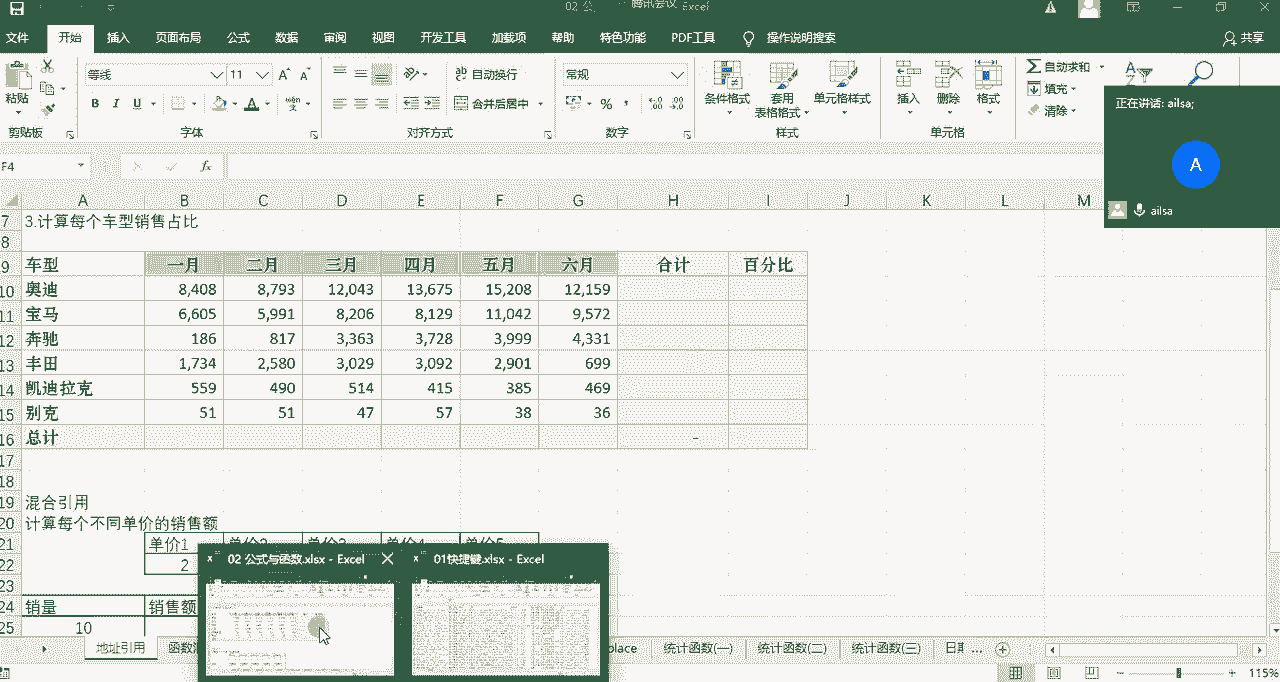 02 公 腾讯会议 Excel
文件 开始 插入 页面布局 公式 数据 审阅 视图 开发工具 加载项 帮助 特色功能 PDF工具 操作说明搜索 共享
等线 11 A A 自动换行 常规 自动求和
粘贴 B I U A 合并后居中 % 条件格式 套用 单元格样式 插入 删除 格式 填充
表格格式 清除
剪贴板 字体 对齐方式 数字 样式 单元格
正在讲话: ailsa;
A
ailsa
F4 fx
A B C D E F G H I J K L M
7 3.计算每个车型销售占比
8
9 车型 一月 二月 三月 四月 五月 六月 合计 百分比
10 奥迪 8,408 8,793 12,043 13,675 15,208 12,159
11 宝马 6,605 5,991 8,206 8,129 11,042 9,572
12 奔驰 186 817 3,363 3,728 3,999 4,331
13 丰田 1,734 2,580 3,029 3,092 2,901 699
14 凯迪拉克 559 490 514 415 385 469
15 别克 51 51 47 57 38 36
16 总计 -
17
18
19 混合引用
20 计算每个不同单价的销售额
21 单价1 单价2 单价3 单价4 单价5
22 2
23
24 销量 销售额
25 10
02 公式与函数.xlsx - Excel 01快捷键.xlsx - Excel
地址引用 函数 place 统计函数(一) 统计函数(二) 统计函数(三) 日期 ...
115%